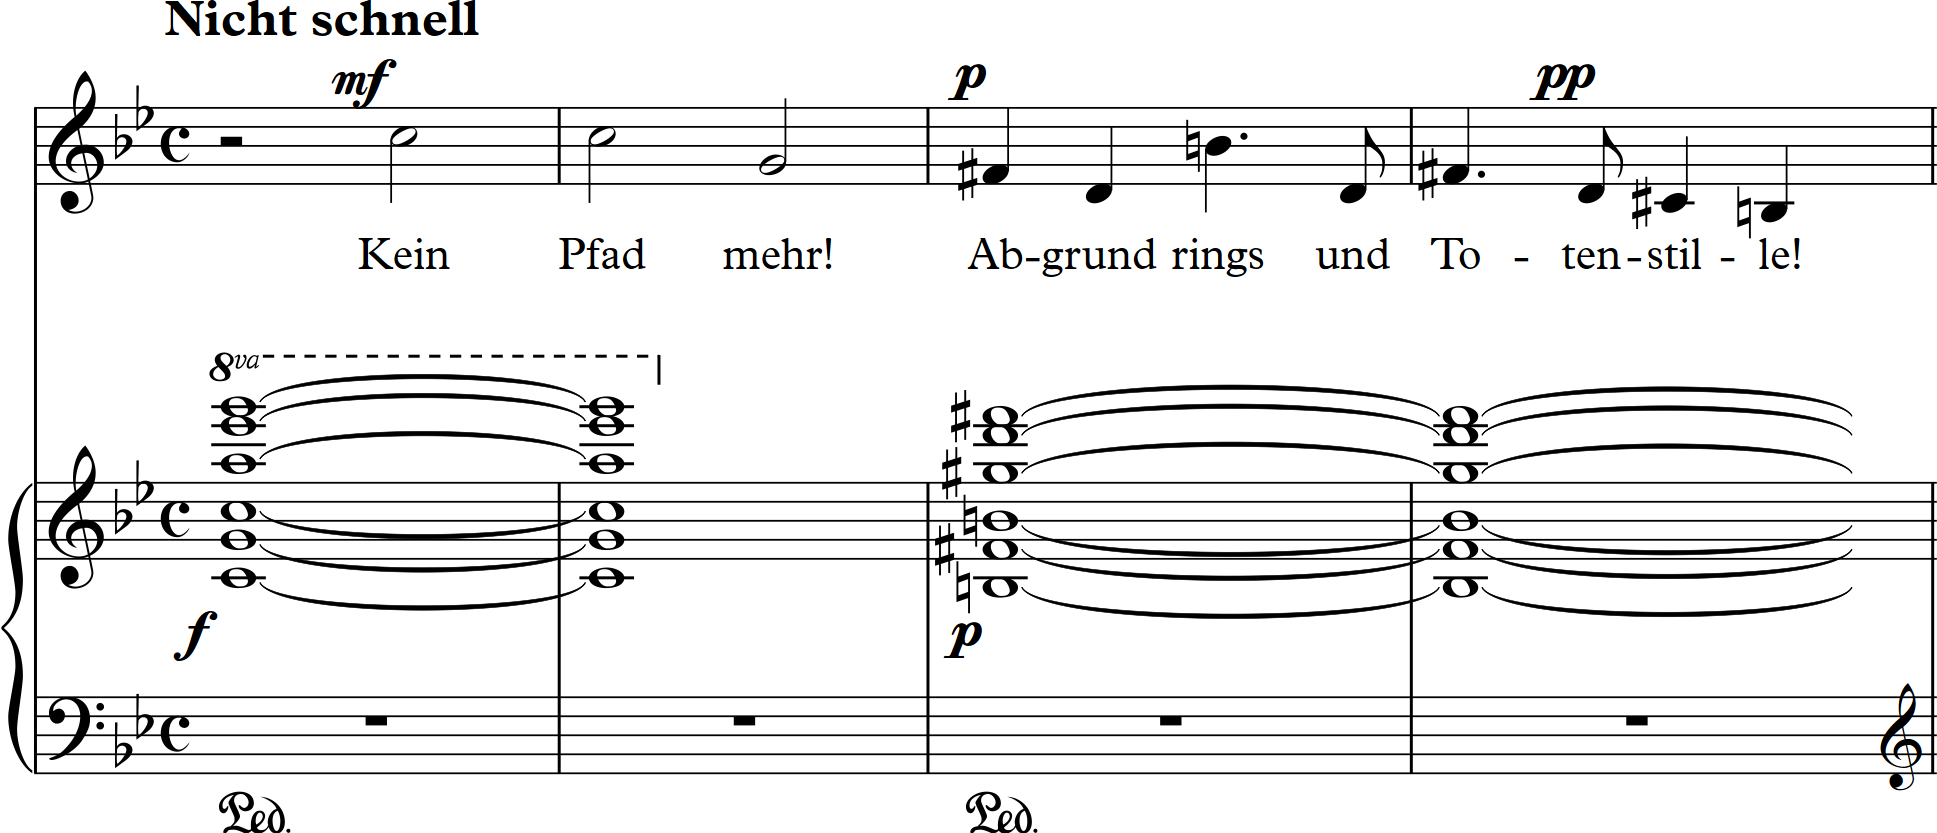 Nicht schnell
mf p pp
Kein Pfad mehr! Ab-grund rings und To - ten-stil - le!
8va
f p
Ped. Ped.